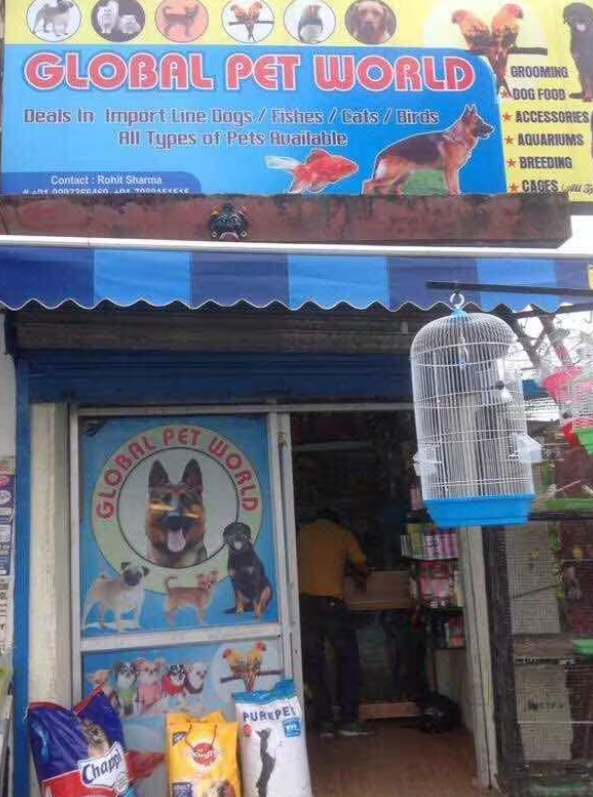 GLOBAL PET WORLD
Deals In Import Line Dogs / Fishes / Cats / Birds
All Types of Pets Available
Contact : Rohit Sharma
GROOMING
DOG FOOD
★ ACCESSORIES
★ AQUARIUMS
★ BREEDING
★ CAGES
GLOBAL PET WORLD
Chappi
PUREPET